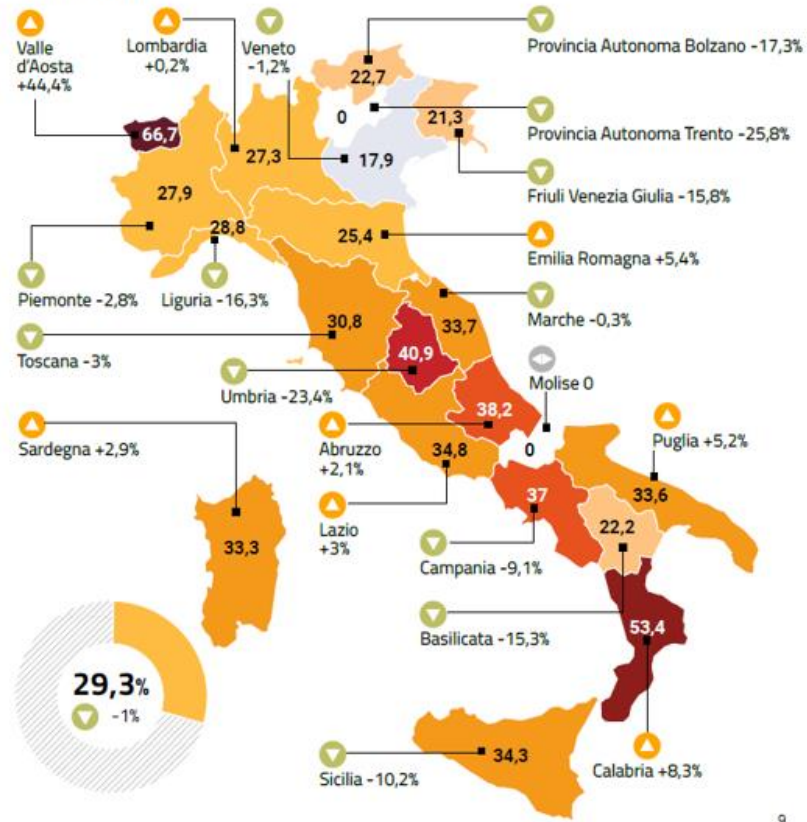 Valle
d'Aosta
+44,4%
Lombardia
+0,2%
Veneto
-1,2%
Provincia Autonoma Bolzano -17,3%
22,7
0
21,3
Provincia Autonoma Trento -25,8%
66,7
27,3
17,9
Friuli Venezia Giulia -15,8%
27,9
28,8
25,4
Emilia Romagna +5,4%
Piemonte -2,8%
Liguria -16,3%
30,8
33,7
Marche -0,3%
Toscana -3%
40,9
Umbria -23,4%
Molise 0
38,2
Sardegna +2,9%
Abruzzo
+2,1%
34,8
0
Puglia +5,2%
33,6
Lazio
+3%
37
22,2
33,3
Campania -9,1%
Basilicata -15,3%
53,4
29,3%
-1%
Sicilia -10,2%
34,3
Calabria +8,3%
9